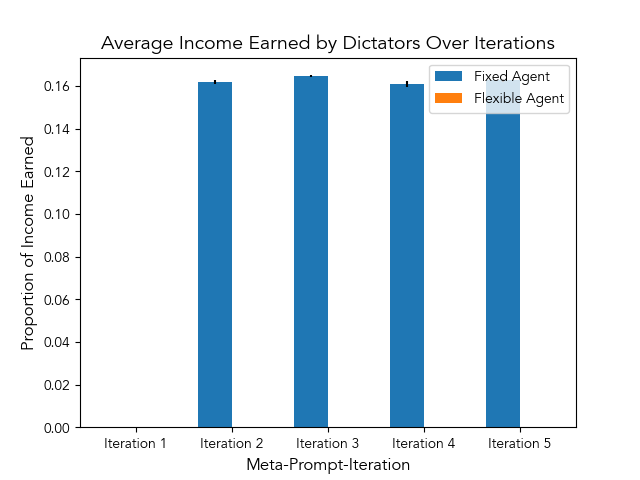 Average Income Earned by Dictators Over Iterations
Fixed Agent
Flexible Agent
Proportion of Income Earned
0.16
0.14
0.12
0.10
0.08
0.06
0.04
0.02
0.00
Iteration 1
Iteration 2
Iteration 3
Iteration 4
Iteration 5
Meta-Prompt-Iteration